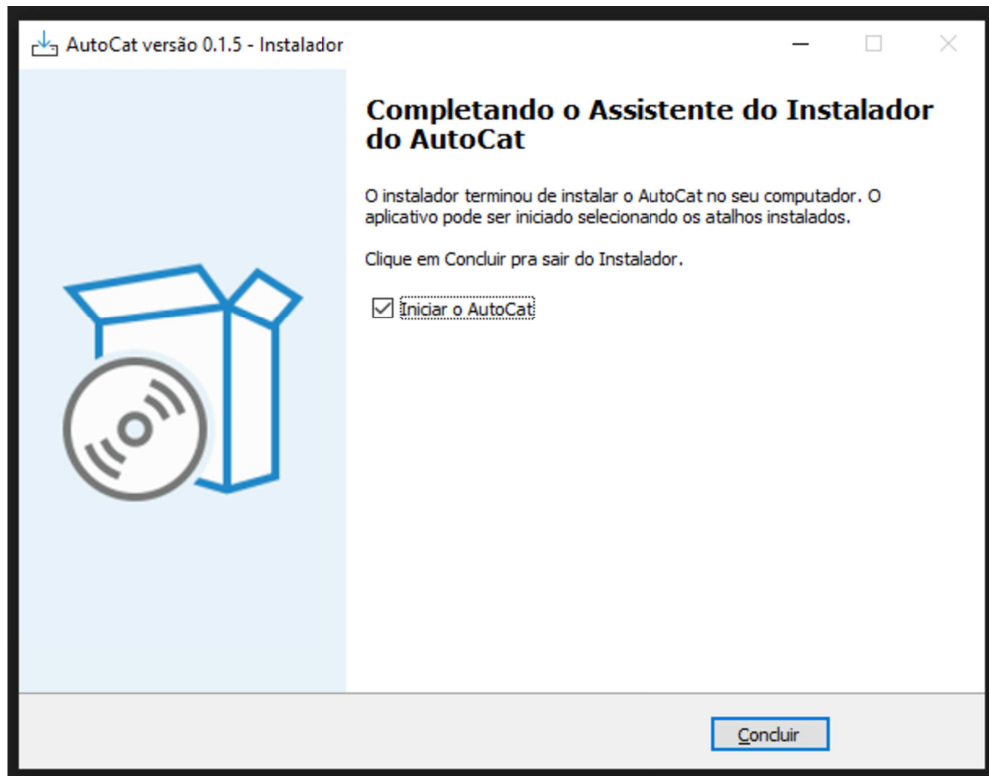 AutoCat versão 0.1.5 - Instalador
Completando o Assistente do Instalador
do AutoCat
O instalador terminou de instalar o AutoCat no seu computador. O
aplicativo pode ser iniciado selecionando os atalhos instalados.
Clique em Concluir pra sair do Instalador.
Iniciar o AutoCat
Concluir